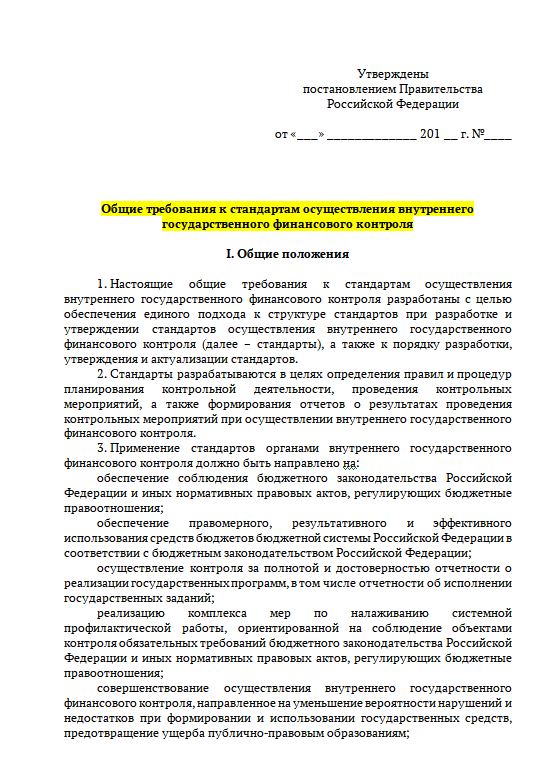 Утверждены
постановлением Правительства
Российской Федерации
от «___» _____________ 201 __ г. №____
Общие требования к стандартам осуществления внутреннего
государственного финансового контроля
I. Общие положения
1. Настоящие общие требования к стандартам осуществления
внутреннего государственного финансового контроля разработаны с целью
обеспечения единого подхода к структуре стандартов при разработке и
утверждении стандартов осуществления внутреннего государственного
финансового контроля (далее – стандарты), а также к порядку разработки,
утверждения и актуализации стандартов.
2. Стандарты разрабатываются в целях определения правил и процедур
планирования контрольной деятельности, проведения контрольных
мероприятий, а также формирования отчетов о результатах проведения
контрольных мероприятий при осуществлении внутреннего государственного
финансового контроля.
3. Применение стандартов органами внутреннего государственного
финансового контроля должно быть направлено на:
обеспечение соблюдения бюджетного законодательства Российской
Федерации и иных нормативных правовых актов, регулирующих бюджетные
правоотношения;
обеспечение правомерного, результативного и эффективного
использования средств бюджетов бюджетной системы Российской Федерации в
соответствии с бюджетным законодательством Российской Федерации;
осуществление контроля за полнотой и достоверностью отчетности о
реализации государственных программ, в том числе отчетности об исполнении
государственных заданий;
реализацию комплекса мер по налаживанию системной
профилактической работы, ориентированной на соблюдение объектами
контроля обязательных требований бюджетного законодательства Российской
Федерации и иных нормативных правовых актов, регулирующих бюджетные
правоотношения;
совершенствование осуществления внутреннего государственного
финансового контроля, направленное на уменьшение вероятности нарушений и
недостатков при формировании и использовании государственных средств,
предотвращение ущерба публично-правовым образованиям;